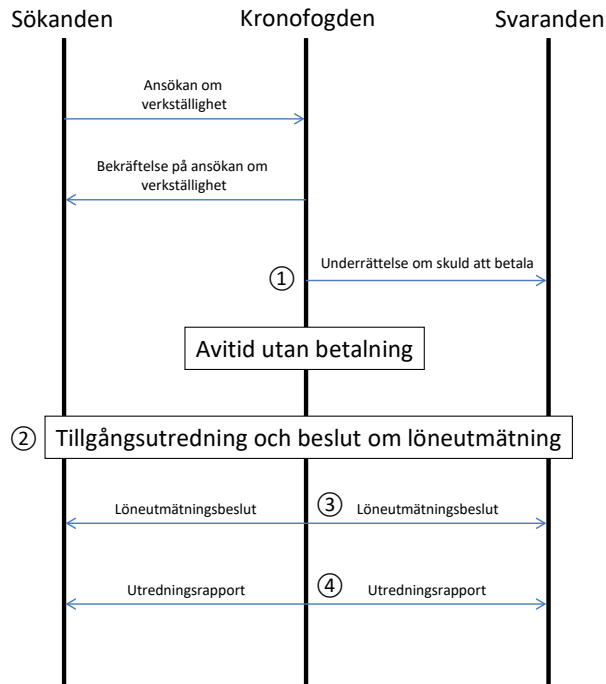 Sökanden
Kronofogden
Svaranden
Ansökan om
verkställighet
Bekräftelse på ansökan om
verkställighet
① Underrättelse om skuld att betala
Avitid utan betalning
② Tillgångsutredning och beslut om löneutmätning
Löneutmätningsbeslut ③ Löneutmätningsbeslut
Utredningsrapport ④ Utredningsrapport